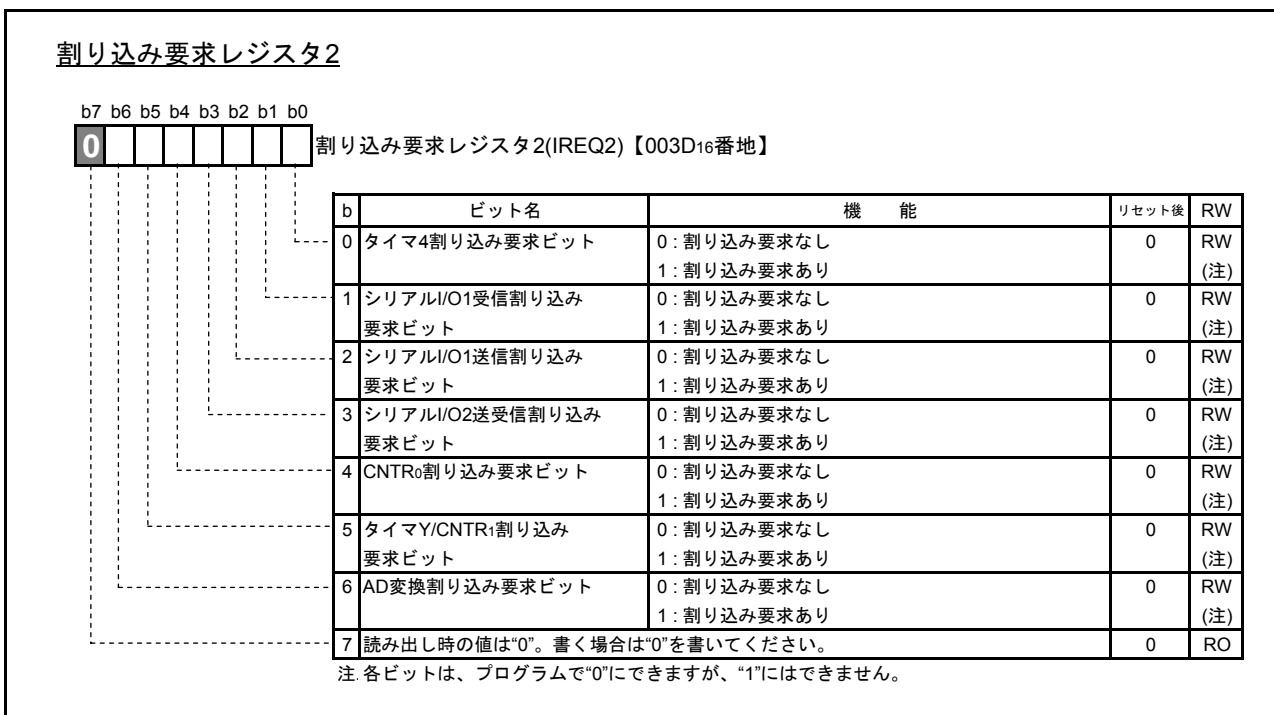 割り込み要求レジスタ2
b7 b6 b5 b4 b3 b2 b1 b0
0 割り込み要求レジスタ2(IREQ2)【003D16番地】
b ビット名 機 能 リセット後 RW
0 タイマ4割り込み要求ビット 0 : 割り込み要求なし 0 RW
1 : 割り込み要求あり (注)
1 シリアルI/O1受信割り込み 0 : 割り込み要求なし 0 RW
要求ビット 1 : 割り込み要求あり (注)
2 シリアルI/O1送信割り込み 0 : 割り込み要求なし 0 RW
要求ビット 1 : 割り込み要求あり (注)
3 シリアルI/O2送受信割り込み 0 : 割り込み要求なし 0 RW
要求ビット 1 : 割り込み要求あり (注)
4 CNTR0割り込み要求ビット 0 : 割り込み要求なし 0 RW
1 : 割り込み要求あり (注)
5 タイマY/CNTR1割り込み 0 : 割り込み要求なし 0 RW
要求ビット 1 : 割り込み要求あり (注)
6 AD変換割り込み要求ビット 0 : 割り込み要求なし 0 RW
1 : 割り込み要求あり (注)
7 読み出し時の値は“0”。書く場合は“0”を書いてください。 0 RO
注. 各ビットは、プログラムで“0”にできますが、“1”にはできません。